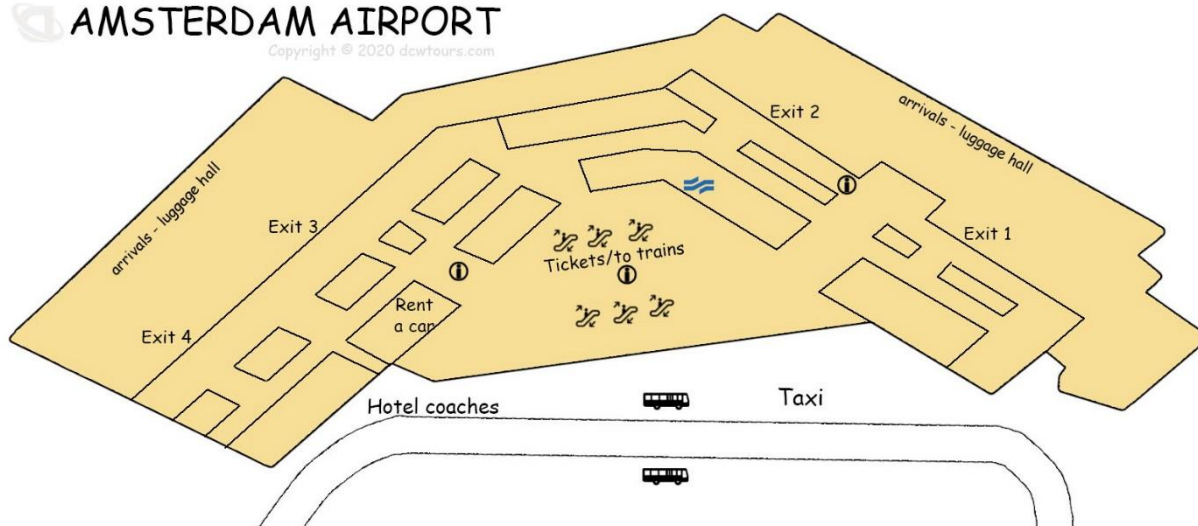 AMSTERDAM AIRPORT
Copyright © 2020 dcwtours.com
arrivals - luggage hall
Exit 2
arrivals - luggage hall
Exit 3
Exit 1
Tickets/to trains
Rent
a car
Exit 4
Hotel coaches
Taxi